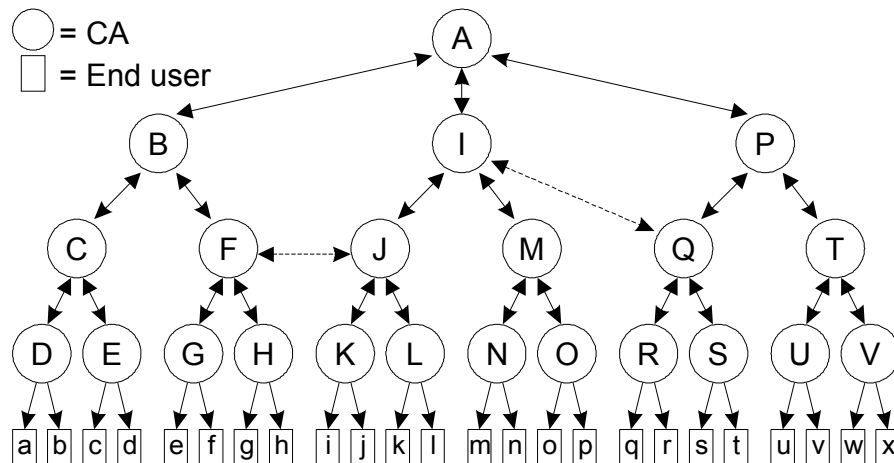 = CA
A
= End user
B I P
C F J M Q T
D E G H K L N O R S U V
a b c d e f g h i j k l m n o p q r s t u v w x